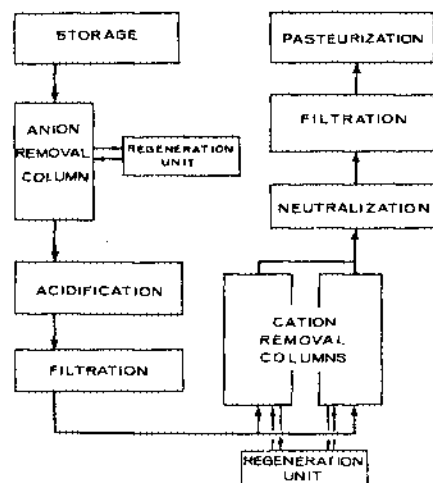 STORAGE
ANION
REMOVAL
COLUMN
REGENERATION
UNIT
ACIDIFICATION
FILTRATION
PASTEURIZATION
FILTRATION
NEUTRALIZATION
CATION
REMOVAL
COLUMNS
REGENERATION
UNIT